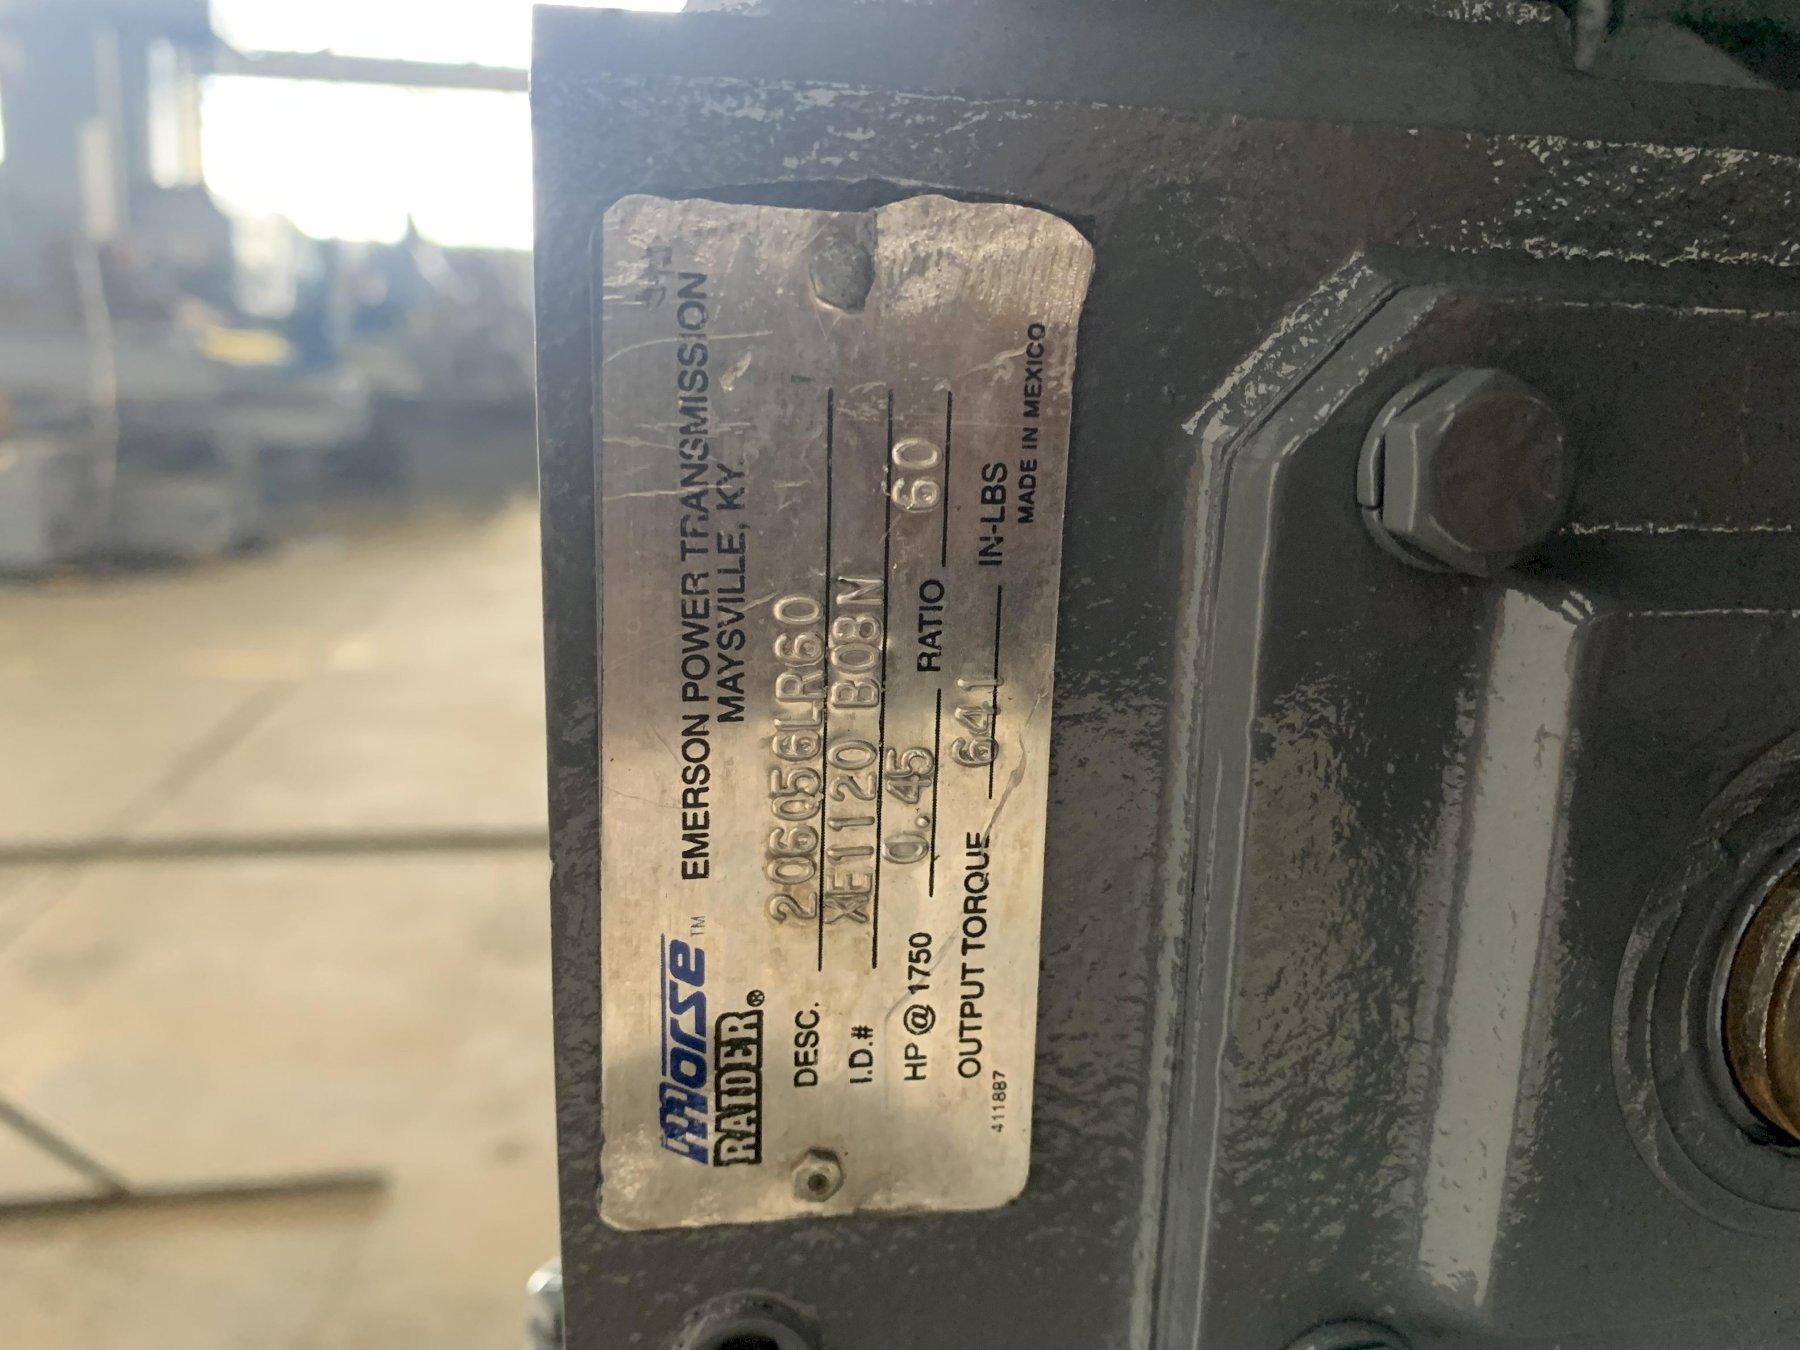 Morse™ EMERSON POWER TRANSMISSION
RAIDER® MAYSVILLE, KY.
DESC. 206056LR60
I.D.# XE1120 B08N
HP @ 1750 0.45 RATIO 60
OUTPUT TORQUE 641 IN-LBS
411887 MADE IN MEXICO